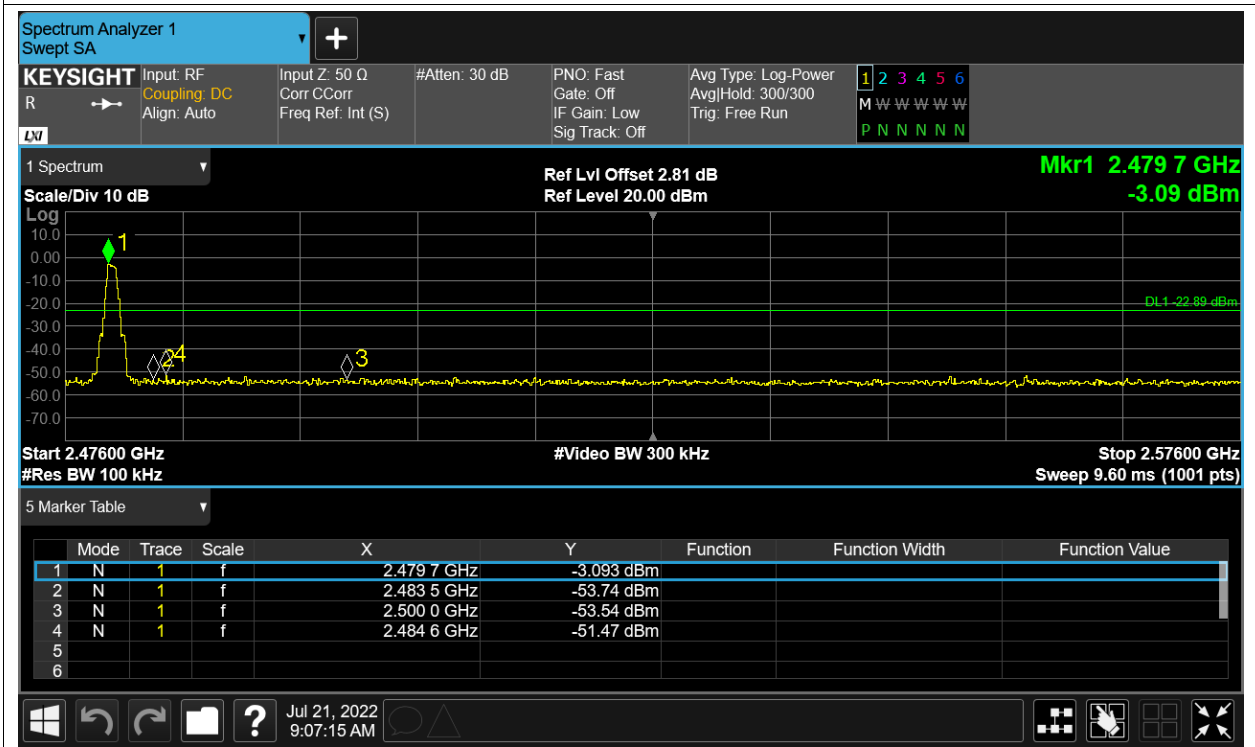 Spectrum Analyzer 1
Swept SA
+
KEYSIGHT Input: RF Input Z: 50 Ω #Atten: 30 dB PNO: Fast Avg Type: Log-Power 1 2 3 4 5 6
R Coupling: DC Corr CCorr Gate: Off Avg|Hold: 300/300 M W W W W W
Align: Auto Freq Ref: Int (S) IF Gain: Low Trig: Free Run
LXI Sig Track: Off P N N N N N
1 Spectrum Ref Lvl Offset 2.81 dB Mkr1 2.479 7 GHz
Scale/Div 10 dB Ref Level 20.00 dBm -3.09 dBm
Log
10.0
1
0.00
-10.0
-20.0
DL1 -22.89 dBm
-30.0
-40.0
2 4 3
-50.0
-60.0
-70.0
Start 2.47600 GHz #Video BW 300 kHz Stop 2.57600 GHz
#Res BW 100 kHz Sweep 9.60 ms (1001 pts)
5 Marker Table
Mode Trace Scale X Y Function Function Width Function Value
1 N 1 f 2.479 7 GHz -3.093 dBm
2 N 1 f 2.483 5 GHz -53.74 dBm
3 N 1 f 2.500 0 GHz -53.54 dBm
4 N 1 f 2.484 6 GHz -51.47 dBm
5
6
? Jul 21, 2022
9:07:15 AM